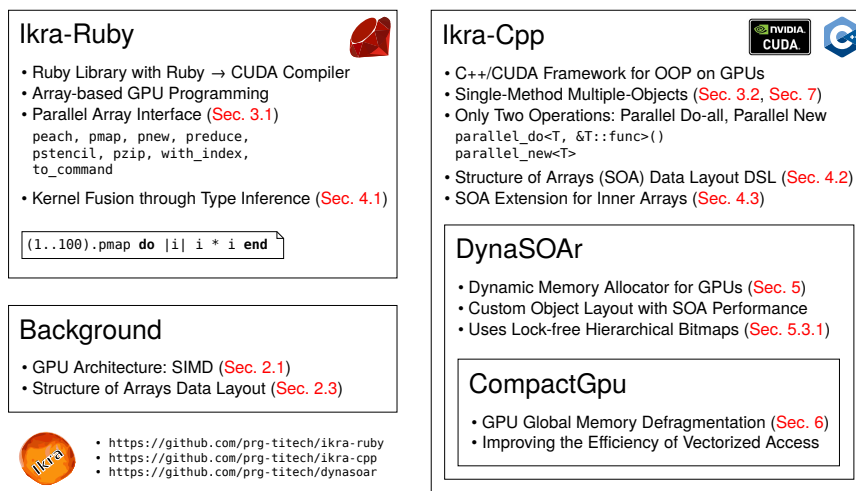 Ikra-Ruby
• Ruby Library with Ruby → CUDA Compiler
• Array-based GPU Programming
• Parallel Array Interface (Sec. 3.1)
peach, pmap, pnew, preduce,
pstencil, pzip, with_index,
to_command
• Kernel Fusion through Type Inference (Sec. 4.1)
(1..100).pmap do |i| i * i end
Background
• GPU Architecture: SIMD (Sec. 2.1)
• Structure of Arrays Data Layout (Sec. 2.3)
Ikra
• https://github.com/prg-titech/ikra-ruby
• https://github.com/prg-titech/ikra-cpp
• https://github.com/prg-titech/dynasoar
Ikra-Cpp
NVIDIA.
CUDA.
C++
• C++/CUDA Framework for OOP on GPUs
• Single-Method Multiple-Objects (Sec. 3.2, Sec. 7)
• Only Two Operations: Parallel Do-all, Parallel New
parallel_do<T, &T::func>()
parallel_new<T>
• Structure of Arrays (SOA) Data Layout DSL (Sec. 4.2)
• SOA Extension for Inner Arrays (Sec. 4.3)
DynaSOAr
• Dynamic Memory Allocator for GPUs (Sec. 5)
• Custom Object Layout with SOA Performance
• Uses Lock-free Hierarchical Bitmaps (Sec. 5.3.1)
CompactGpu
• GPU Global Memory Defragmentation (Sec. 6)
• Improving the Efficiency of Vectorized Access